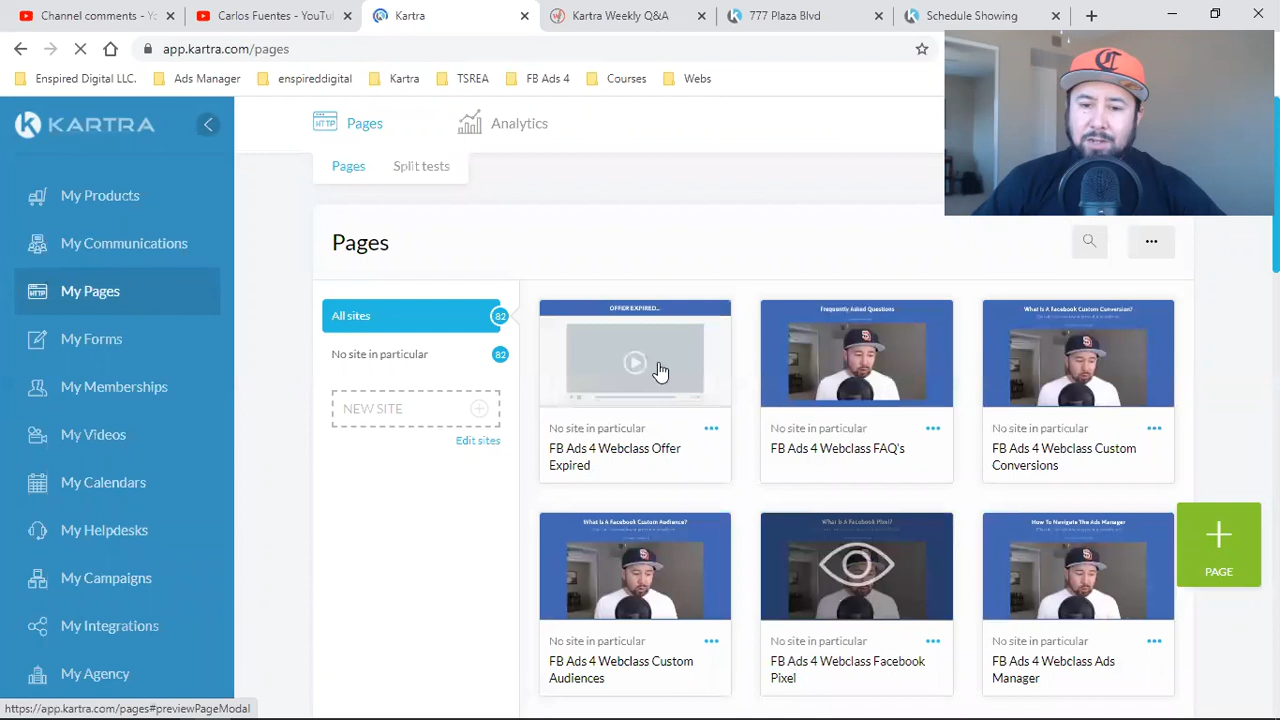 Channel comments - Y
Carlos Fuentes - YouTu
Kartra
Kartra Weekly Q&A
777 Plaza Blvd
Schedule Showing
app.kartra.com/pages
Enspired Digital LLC.
Ads Manager
enspireddigital
Kartra
TSREA
FB Ads 4
Courses
Webs
KARTRA
Pages
Analytics
Pages
Split tests
My Products
My Communications
My Pages
My Forms
My Memberships
My Videos
My Calendars
My Helpdesks
My Campaigns
My Integrations
My Agency
Pages
All sites 82
No site in particular 82
NEW SITE
Edit sites
OFFER EXPIRED...
No site in particular
FB Ads 4 Webclass Offer
Expired
Frequently Asked Questions
No site in particular
FB Ads 4 Webclass FAQ's
What Is A Facebook Custom Conversion?
No site in particular
FB Ads 4 Webclass Custom
Conversions
What Is A Facebook Custom Audience?
No site in particular
FB Ads 4 Webclass Custom
Audiences
What Is A Facebook Pixel?
No site in particular
FB Ads 4 Webclass Facebook
Pixel
How To Navigate The Ads Manager
No site in particular
FB Ads 4 Webclass Ads
Manager
PAGE
https://app.kartra.com/pages#previewPageModal